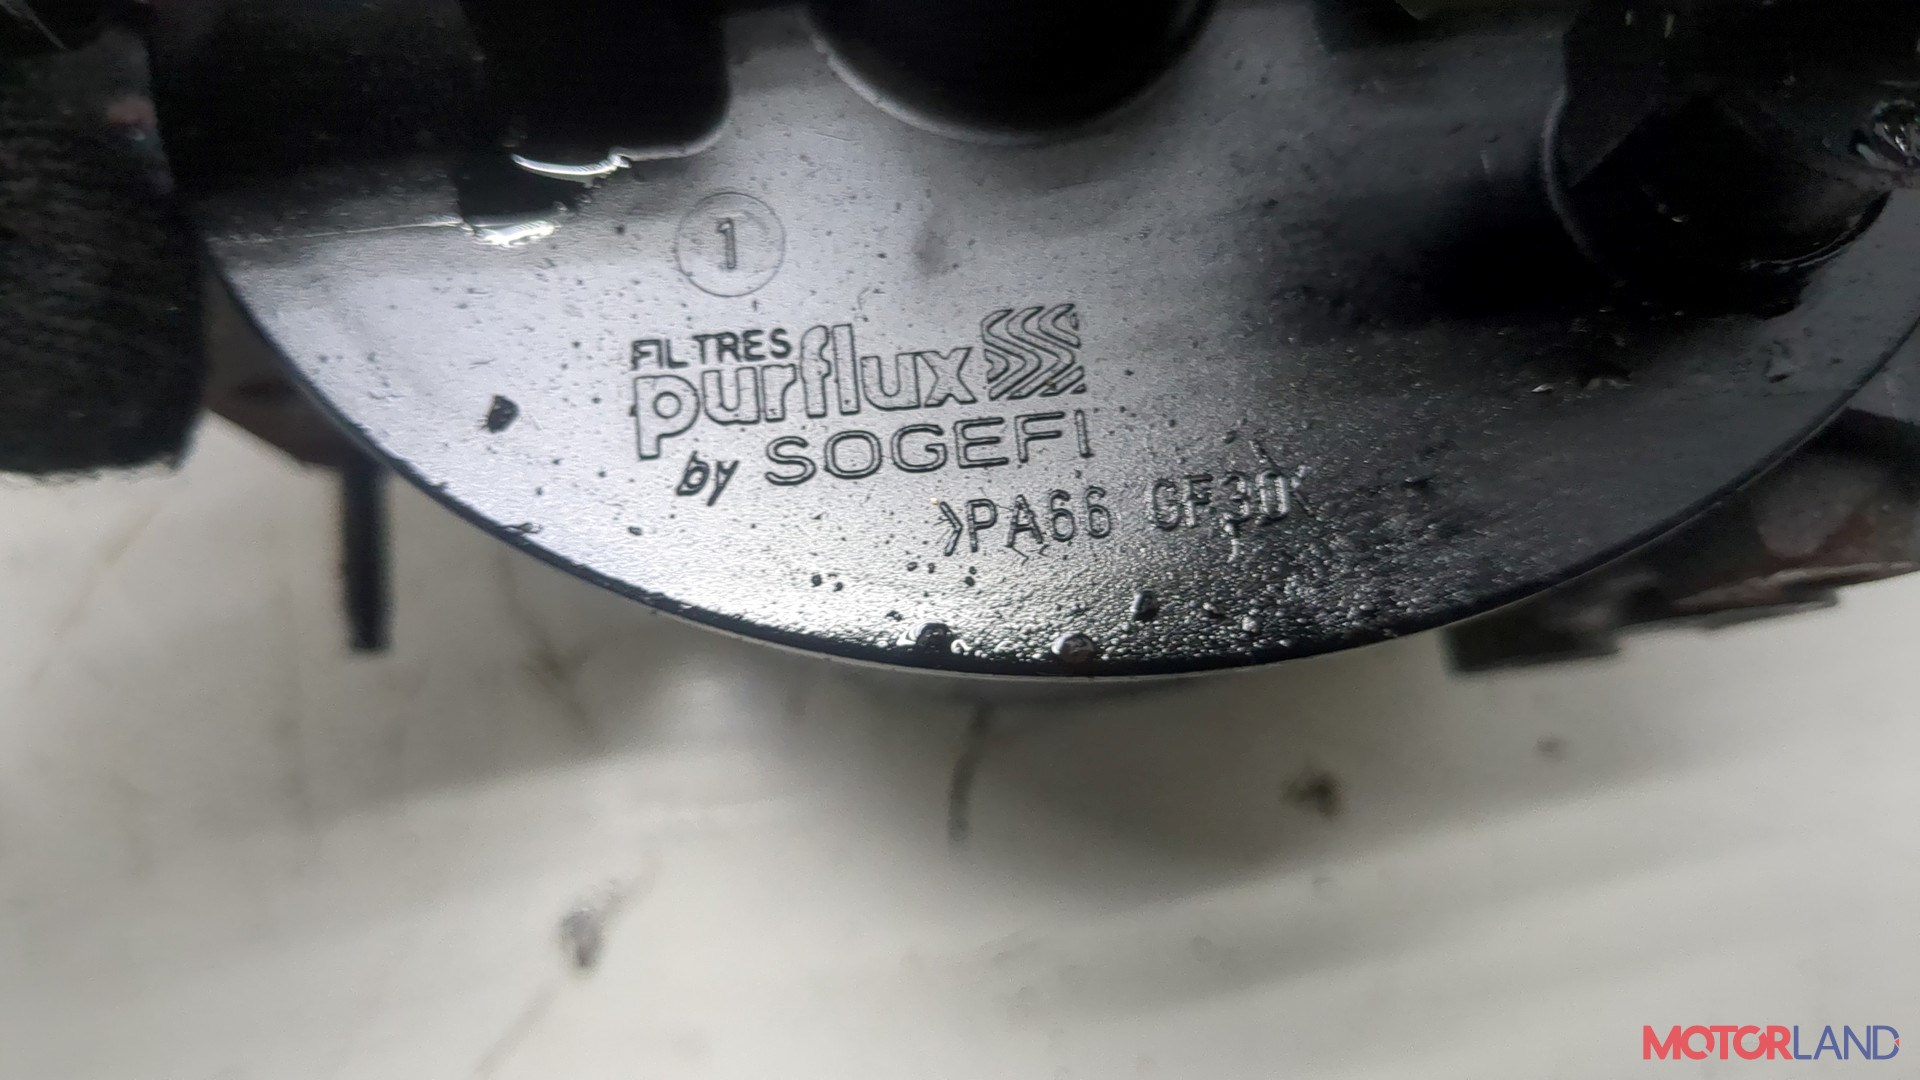 1
FILTRES
purflux
by SOGEFI
>PA66 GF30<
MOTORLAND